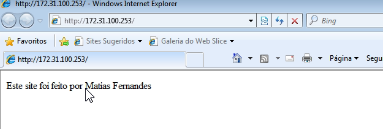 http://172.31.100.253/ - Windows Internet Explorer
http://172.31.100.253/ Bing
Favoritos Sites Sugeridos Galeria do Web Slice
http://172.31.100.253/ Página Segu
Este site foi feito por Matias Fernandes